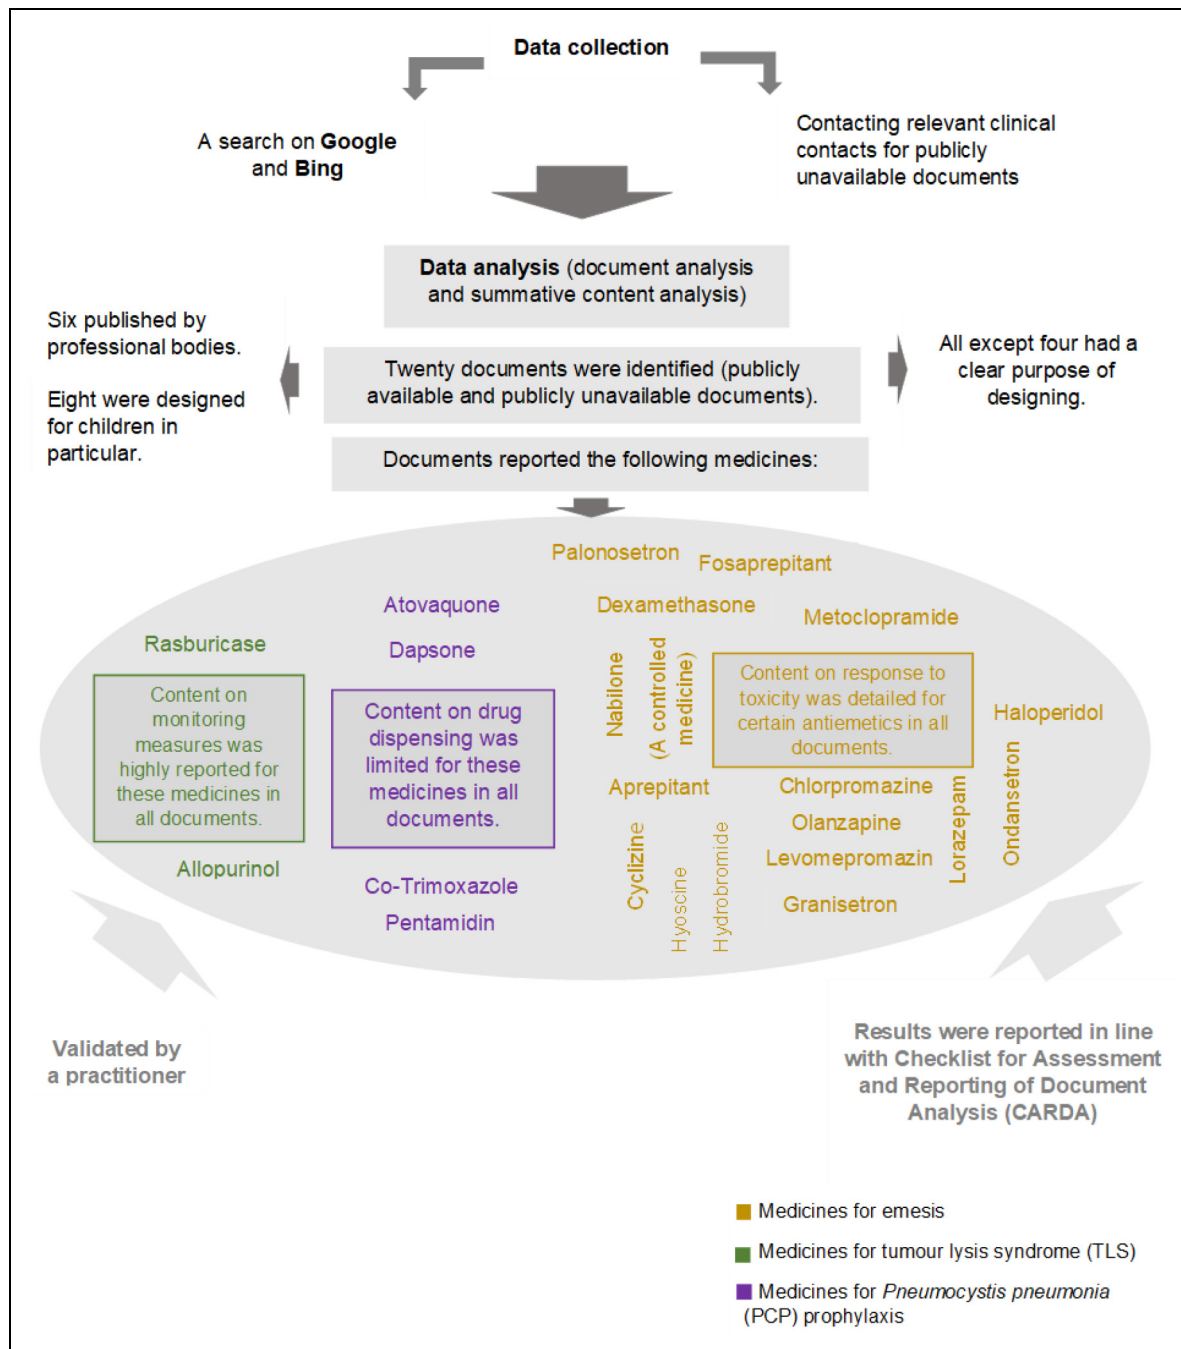 Data collection
A search on Google
and Bing
Contacting relevant clinical
contacts for publicly
unavailable documents
Data analysis (document analysis
and summative content analysis)
Six published by
professional bodies.
Eight were designed
for children in
particular.
Twenty documents were identified (publicly
available and publicly unavailable documents).
All except four had a
clear purpose of
designing.
Documents reported the following medicines:
Rasburicase
Content on
monitoring
measures was
highly reported for
these medicines in
all documents.
Allopurinol
Atovaquone
Dapsone
Content on drug
dispensing was
limited for these
medicines in all
documents.
Co-Trimoxazole
Pentamidin
Palonosetron
Fosaprepitant
Dexamethasone
Metoclopramide
Nabilone
(A controlled
medicine)
Content on response to
toxicity was detailed for
certain antiemetics in all
documents.
Haloperidol
Aprepitant
Chlorpromazine
Olanzapine
Levomepromazin
Granisetron
Lorazepam
Ondansetron
Cyclizine
Hyoscine
Hydrobromide
Validated by
a practitioner
Results were reported in line
with Checklist for Assessment
and Reporting of Document
Analysis (CARDA)
Medicines for emesis
Medicines for tumour lysis syndrome (TLS)
Medicines for Pneumocystis pneumonia
(PCP) prophylaxis